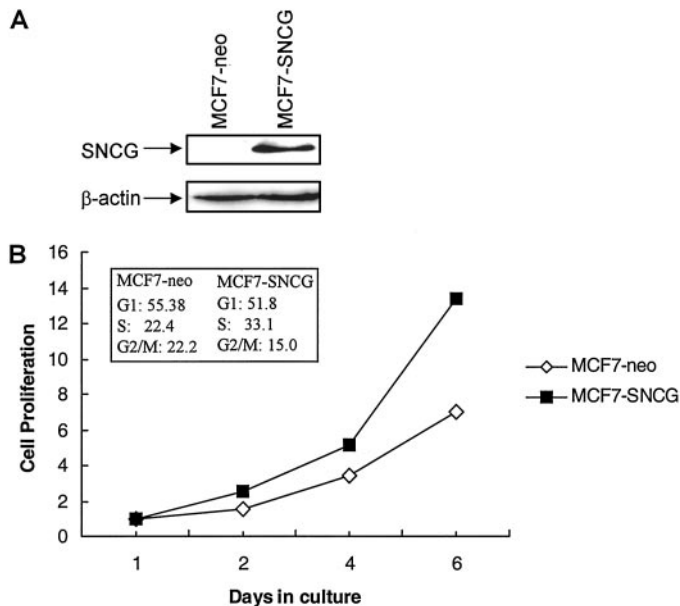 A
MCF7-neo
MCF7-SNCG
SNCG
β-actin
B
16
14
12
10
8
6
4
2
0
Cell Proliferation
MCF7-neo MCF7-SNCG
G1: 55.38 G1: 51.8
S: 22.4 S: 33.1
G2/M: 22.2 G2/M: 15.0
MCF7-neo
MCF7-SNCG
1 2 4 6
Days in culture